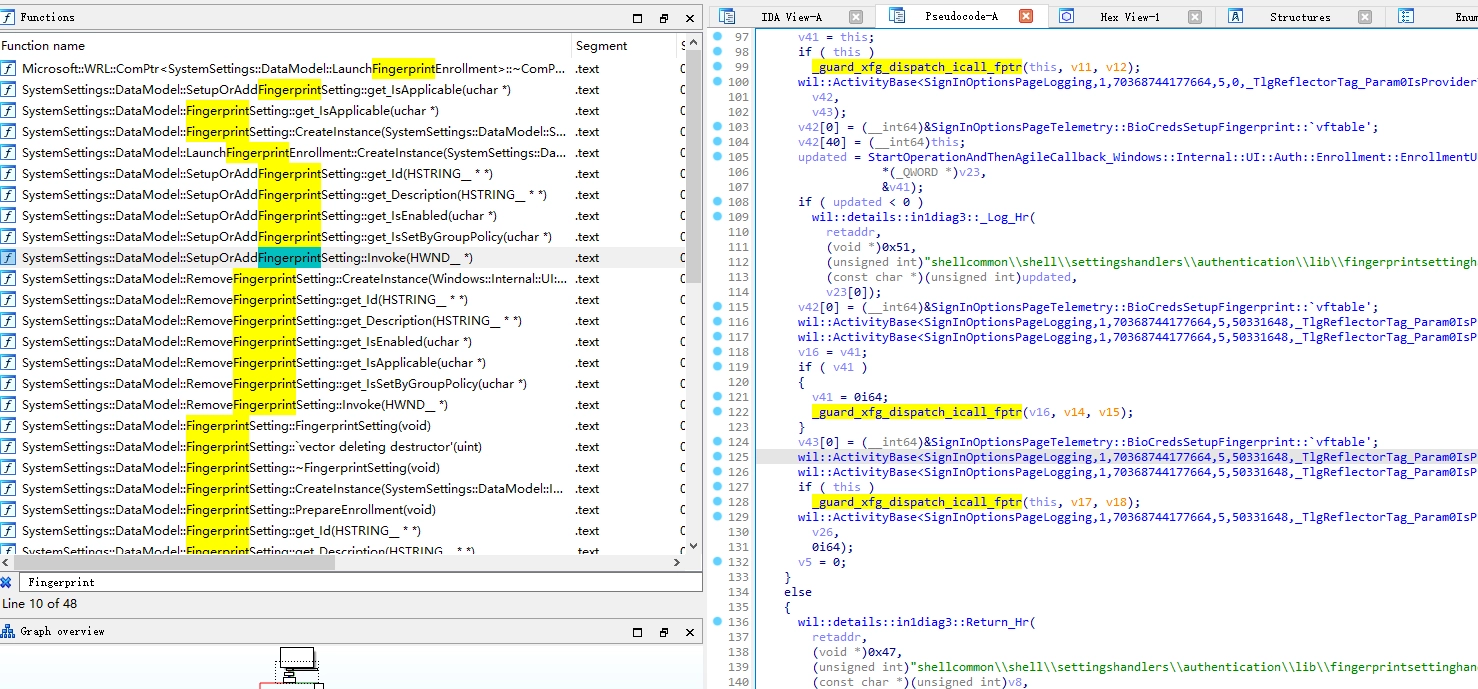 Functions
Function name Segment S
Microsoft::WRL::ComPtr<SystemSettings::DataModel::LaunchFingerprintEnrollment>::~ComP... .text
SystemSettings::DataModel::SetupOrAddFingerprintSetting::get_IsApplicable(uchar *) .text
SystemSettings::DataModel::FingerprintSetting::get_IsApplicable(uchar *) .text
SystemSettings::DataModel::FingerprintSetting::CreateInstance(SystemSettings::DataModel::S... .text
SystemSettings::DataModel::LaunchFingerprintEnrollment::CreateInstance(SystemSettings::Da... .text
SystemSettings::DataModel::SetupOrAddFingerprintSetting::get_Id(HSTRING__ * *) .text
SystemSettings::DataModel::SetupOrAddFingerprintSetting::get_Description(HSTRING__ * *) .text
SystemSettings::DataModel::SetupOrAddFingerprintSetting::get_IsEnabled(uchar *) .text
SystemSettings::DataModel::SetupOrAddFingerprintSetting::get_IsSetByGroupPolicy(uchar *) .text
SystemSettings::DataModel::SetupOrAddFingerprintSetting::Invoke(HWND__ *) .text
SystemSettings::DataModel::RemoveFingerprintSetting::CreateInstance(Windows::Internal::UI:... .text
SystemSettings::DataModel::RemoveFingerprintSetting::get_Id(HSTRING__ * *) .text
SystemSettings::DataModel::RemoveFingerprintSetting::get_Description(HSTRING__ * *) .text
SystemSettings::DataModel::RemoveFingerprintSetting::get_IsEnabled(uchar *) .text
SystemSettings::DataModel::RemoveFingerprintSetting::get_IsApplicable(uchar *) .text
SystemSettings::DataModel::RemoveFingerprintSetting::get_IsSetByGroupPolicy(uchar *) .text
SystemSettings::DataModel::RemoveFingerprintSetting::Invoke(HWND__ *) .text
SystemSettings::DataModel::FingerprintSetting::FingerprintSetting(void) .text
SystemSettings::DataModel::FingerprintSetting::`vector deleting destructor'(uint) .text
SystemSettings::DataModel::FingerprintSetting::~FingerprintSetting(void) .text
SystemSettings::DataModel::FingerprintSetting::CreateInstance(SystemSettings::DataModel::I... .text
SystemSettings::DataModel::FingerprintSetting::PrepareEnrollment(void) .text
SystemSettings::DataModel::FingerprintSetting::get_Id(HSTRING__ * *) .text
SystemSettings::DataModel::FingerprintSetting::get_Description(HSTRING__ * *) .text
Fingerprint
Line 10 of 48
Graph overview
IDA View-A Pseudocode-A Hex View-1 Structures Enum
97 v41 = this;
98 if ( this )
99 _guard_xfg_dispatch_icall_fptr(this, v11, v12);
100 wil::ActivityBase<SignInOptionsPageLogging,1,70368744177664,5,0,_TlgReflectorTag_Param0IsProvider
101 v42,
102 v43);
103 v42[0] = (__int64)&SignInOptionsPageTelemetry::BioCredsSetupFingerprint::`vftable';
104 v42[40] = (__int64)this;
105 updated = StartOperationAndThenAgileCallback_Windows::Internal::UI::Auth::Enrollment::EnrollmentU
106 *(_QWORD *)v23,
107 &v41);
108 if ( updated < 0 )
109 wil::details::in1diag3::_Log_Hr(
110 retaddr,
111 (void *)0x51,
112 (unsigned int)"shellcommon\\shell\\settingshandlers\\authentication\\lib\\fingerprintsettingh
113 (const char *)(unsigned int)updated,
114 v23[0]);
115 v42[0] = (__int64)&SignInOptionsPageTelemetry::BioCredsSetupFingerprint::`vftable';
116 wil::ActivityBase<SignInOptionsPageLogging,1,70368744177664,5,50331648,_TlgReflectorTag_Param0IsP
117 wil::ActivityBase<SignInOptionsPageLogging,1,70368744177664,5,50331648,_TlgReflectorTag_Param0IsP
118 v16 = v41;
119 if ( v41 )
120 {
121 v41 = 0i64;
122 _guard_xfg_dispatch_icall_fptr(v16, v14, v15);
123 }
124 v43[0] = (__int64)&SignInOptionsPageTelemetry::BioCredsSetupFingerprint::`vftable';
125 wil::ActivityBase<SignInOptionsPageLogging,1,70368744177664,5,50331648,_TlgReflectorTag_Param0IsP
126 wil::ActivityBase<SignInOptionsPageLogging,1,70368744177664,5,50331648,_TlgReflectorTag_Param0IsP
127 if ( this )
128 _guard_xfg_dispatch_icall_fptr(this, v17, v18);
129 wil::ActivityBase<SignInOptionsPageLogging,1,70368744177664,5,50331648,_TlgReflectorTag_Param0IsP
130 v26,
131 0i64);
132 v5 = 0;
133 }
134 else
135 {
136 wil::details::in1diag3::Return_Hr(
137 retaddr,
138 (void *)0x47,
139 (unsigned int)"shellcommon\\shell\\settingshandlers\\authentication\\lib\\fingerprintsettinghan
140 (const char *)(unsigned int)v8,